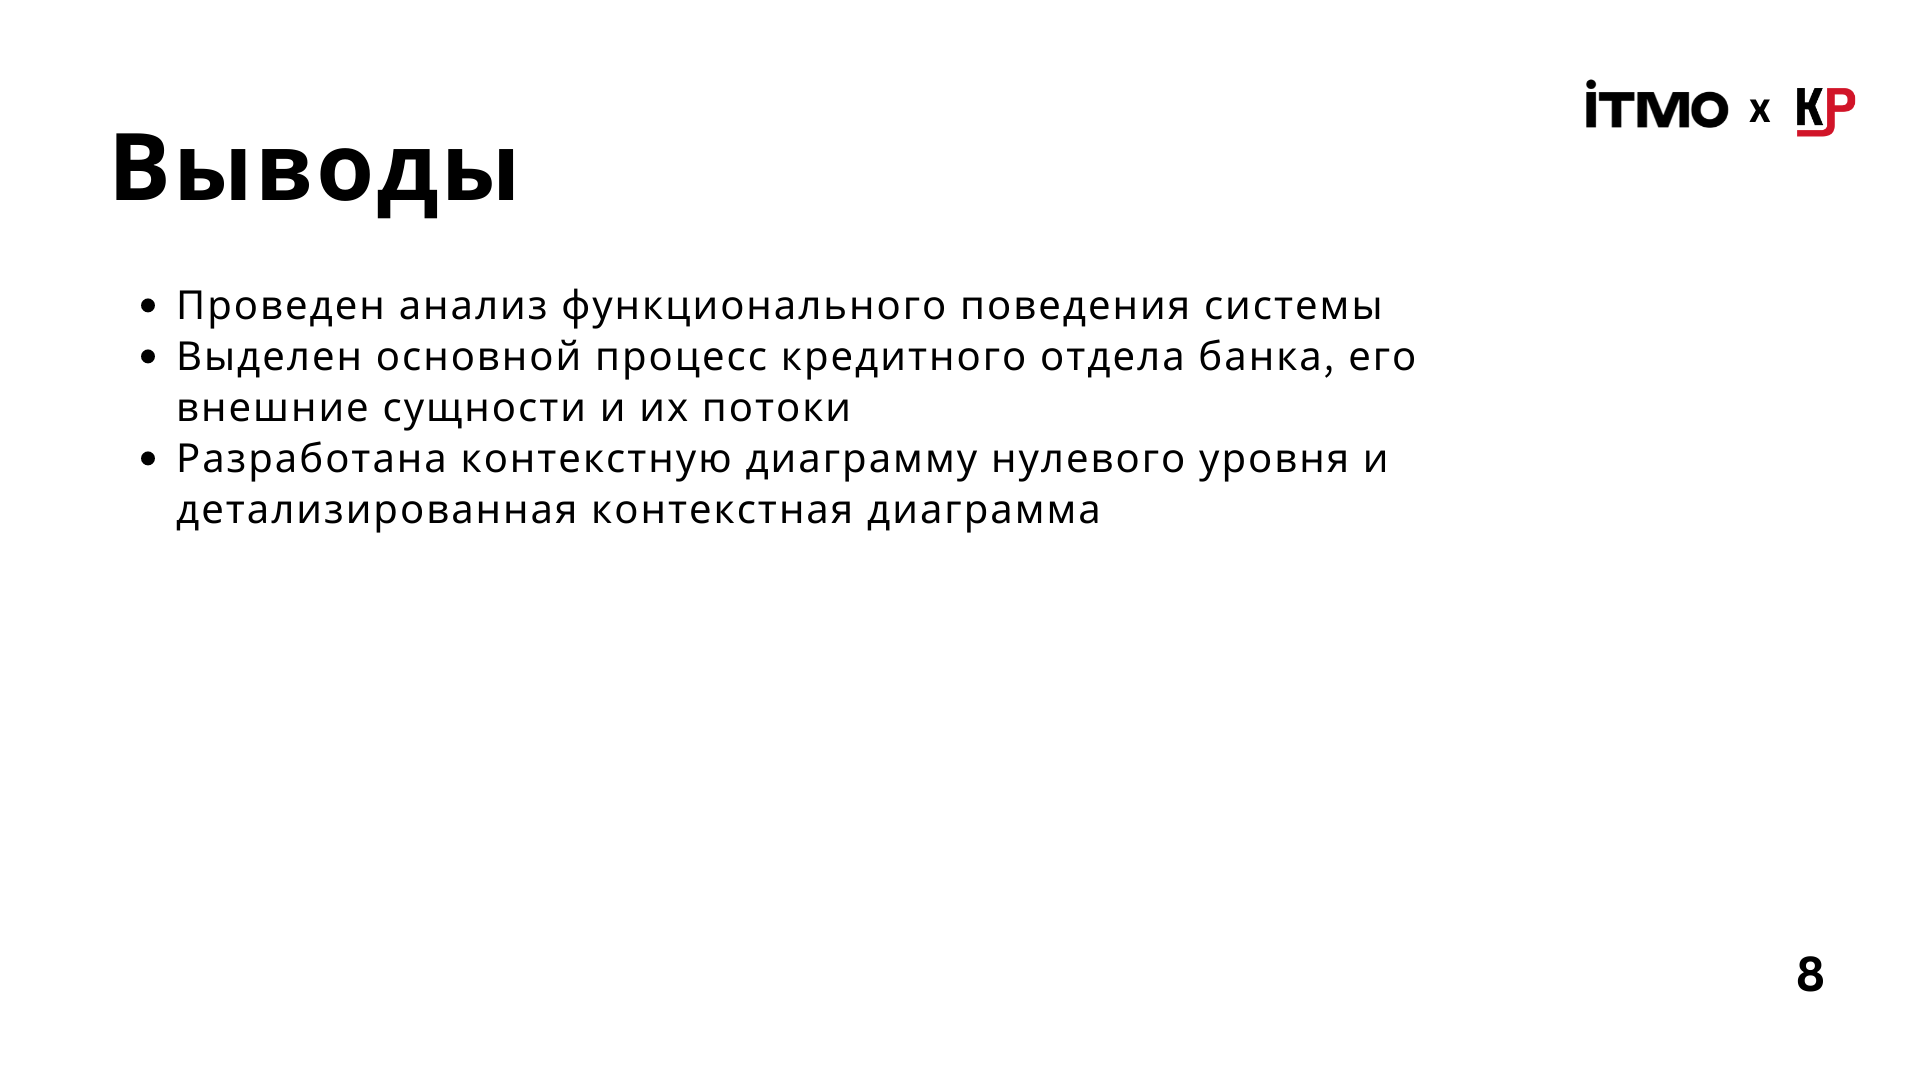 iTMO x KP
Выводы
• Проведен анализ функционального поведения системы
• Выделен основной процесс кредитного отдела банка, его
внешние сущности и их потоки
• Разработана контекстную диаграмму нулевого уровня и
детализированная контекстная диаграмма
8